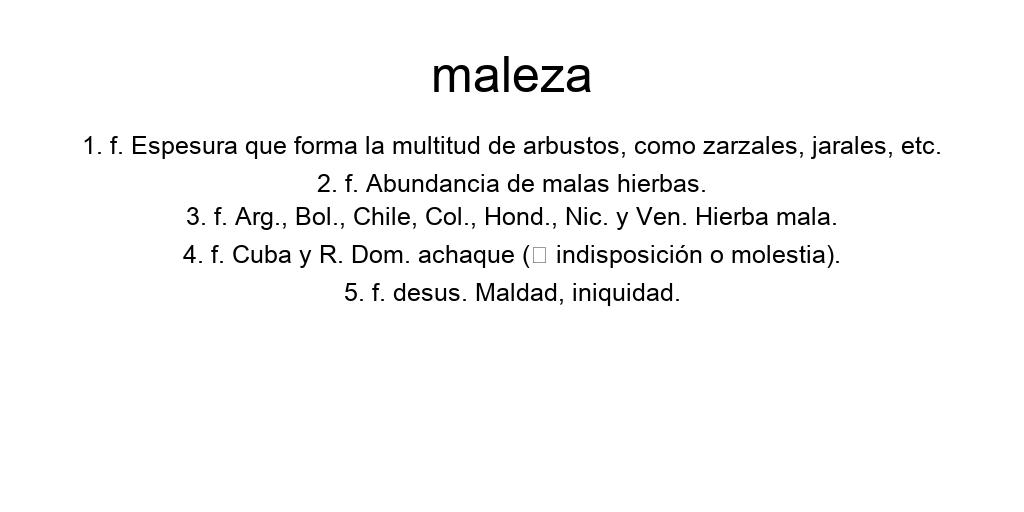 maleza
1. f. Espesura que forma la multitud de arbustos, como zarzales, jarales, etc.
2. f. Abundancia de malas hierbas.
3. f. Arg., Bol., Chile, Col., Hond., Nic. y Ven. Hierba mala.
4. f. Cuba y R. Dom. achaque (□ indisposición o molestia).
5. f. desus. Maldad, iniquidad.